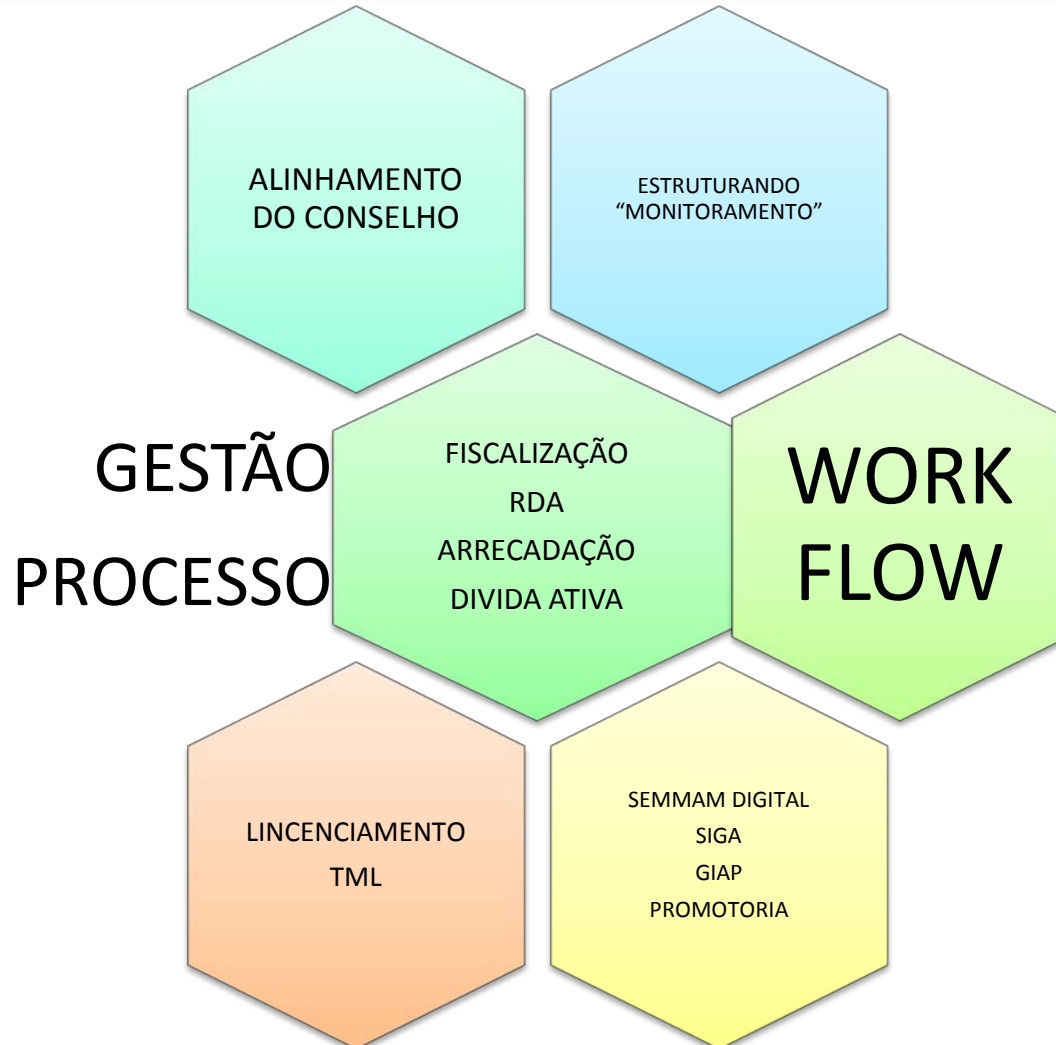 ALINHAMENTO
DO CONSELHO
ESTRUTURANDO
“MONITORAMENTO”
GESTÃO
PROCESSO
FISCALIZAÇÃO
RDA
ARRECADAÇÃO
DIVIDA ATIVA
WORK
FLOW
LINCENCIAMENTO
TML
SEMMAM DIGITAL
SIGA
GIAP
PROMOTORIA